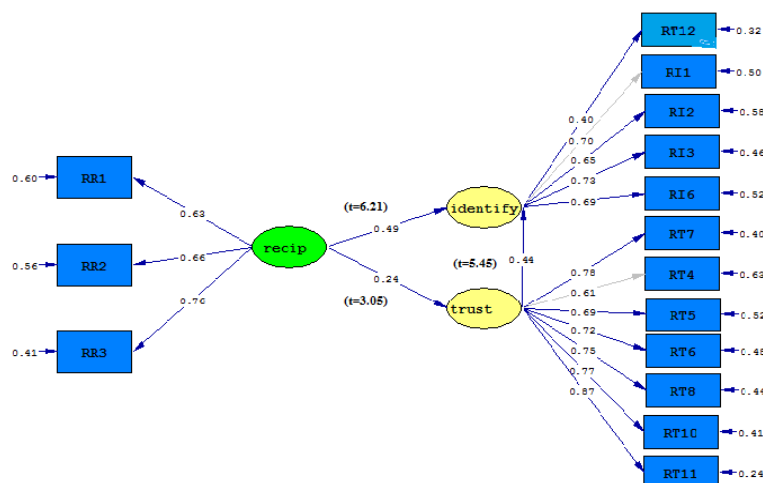 RT12
0.32
RI1
0.50
RI2
RI3
0.46
RI6
0.52
RT7
0.40
RT4
0.63
RT5
0.52
RT6
RT8
0.44
RT10
0.41
RT11
0.24
0.40
0.70
0.65
0.73
0.69
identify
0.44
(t=5.45)
trust
0.78
0.61
0.69
0.72
0.75
0.77
0.87
(t=6.21)
0.49
recip
0.24
(t=3.05)
0.60
RR1
0.63
0.56
RR2
0.66
0.41
RR3
0.76